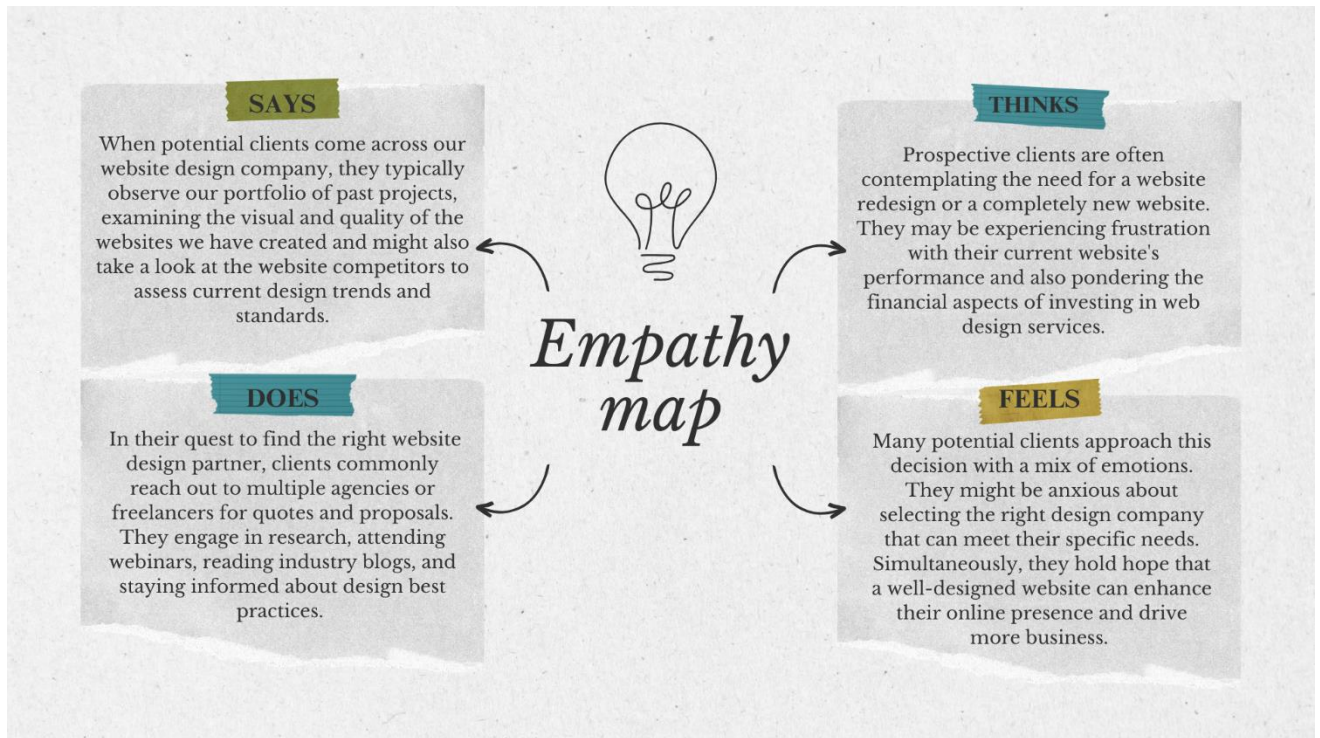 SAYS
When potential clients come across our
website design company, they typically
observe our portfolio of past projects,
examining the visual and quality of the
websites we have created and might also
take a look at the website competitors to
assess current design trends and
standards.
THINKS
Prospective clients are often
contemplating the need for a website
redesign or a completely new website.
They may be experiencing frustration
with their current website's
performance and also pondering the
financial aspects of investing in web
design services.
Empathy
map
DOES
In their quest to find the right website
design partner, clients commonly
reach out to multiple agencies or
freelancers for quotes and proposals.
They engage in research, attending
webinars, reading industry blogs, and
staying informed about design best
practices.
FEELS
Many potential clients approach this
decision with a mix of emotions.
They might be anxious about
selecting the right design company
that can meet their specific needs.
Simultaneously, they hold hope that
a well-designed website can enhance
their online presence and drive
more business.